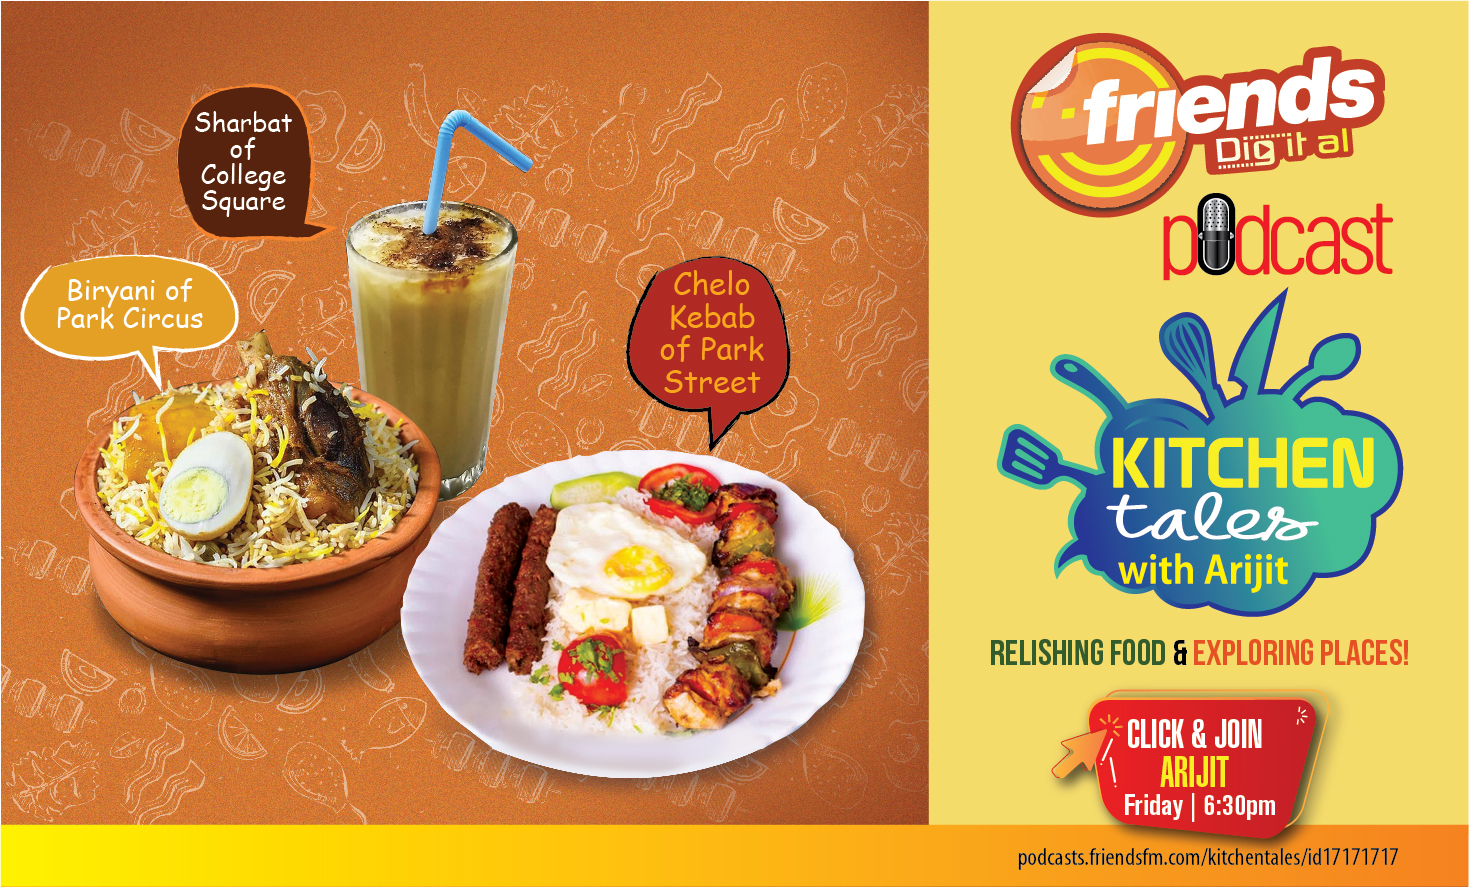 Sharbat
of
College
Square
Biryani of
Park Circus
Chelo
Kebab
of Park
Street
friends
Digital
podcast
KITCHEN
tales
with Arijit
RELISHING FOOD & EXPLORING PLACES!
CLICK & JOIN
ARIJIT
Friday | 6:30pm
podcasts.friendsfm.com/kitchentales/id17171717